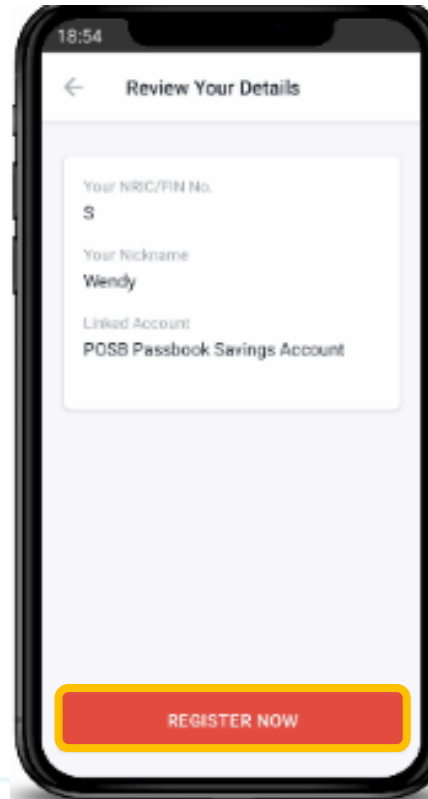 18:54
Review Your Details
Your NRIC/FIN No.
S
Your Nickname
Wendy
Linked Account
POSB Passbook Savings Account
REGISTER NOW